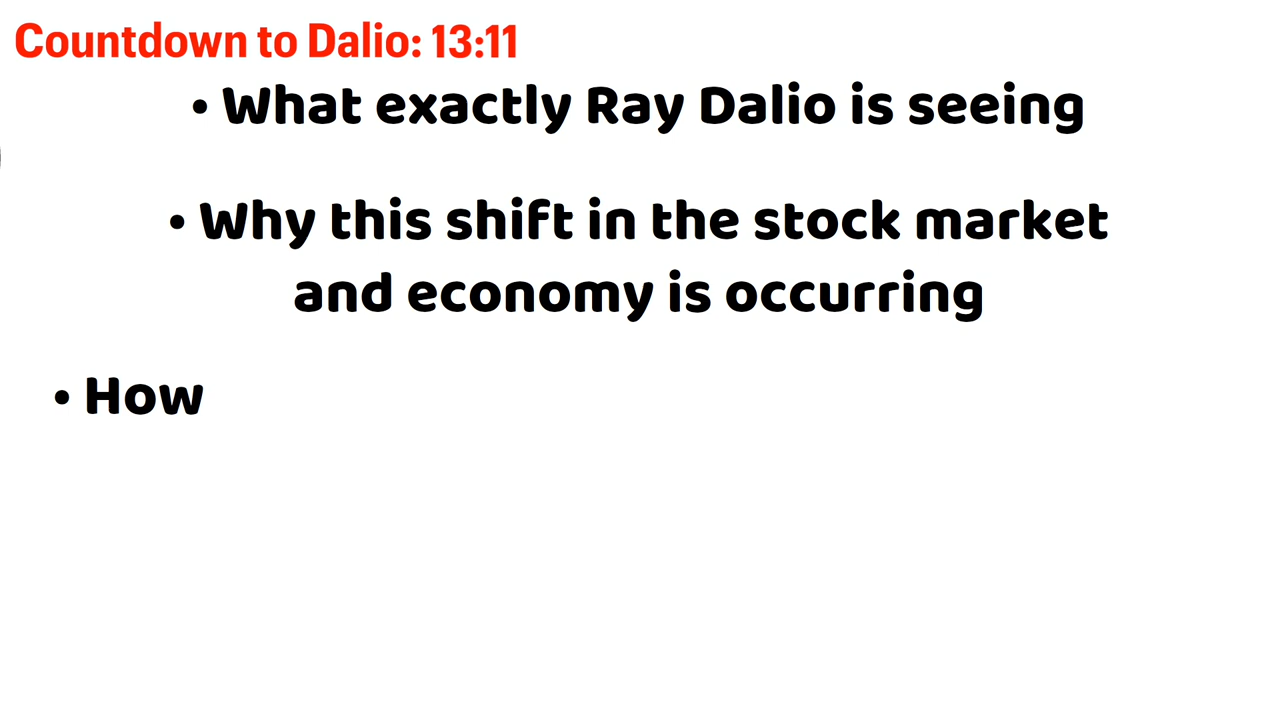 Countdown to Dalio: 13:11
• What exactly Ray Dalio is seeing
• Why this shift in the stock market
and economy is occurring
• How